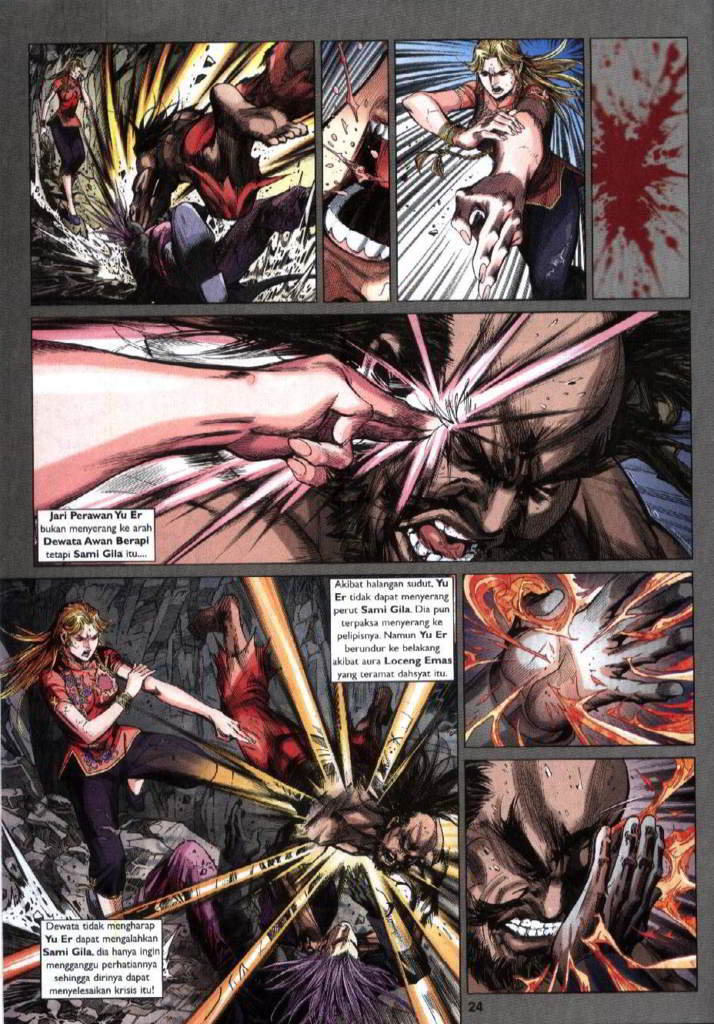 Jari Perawan Yu Er
bukan menyerang ke arah
Dewata Awan Berapi
tetapi Sami Gila itu....
Akibat halangan sudut, Yu
Er tidak dapat menyerang
perut Sami Gila. Dia pun
terpaksa menyerang ke
pelipisnya. Namun Yu Er
berundur ke belakang
akibat aura Loceng Emas
yang teramat dahsyat itu.
Dewata tidak mengharap
Yu Er dapat mengalahkan
Sami Gila, dia hanya ingin
mengganggu perhatiannya
sehingga dirinya dapat
menyelesaikan krisis itu!
24